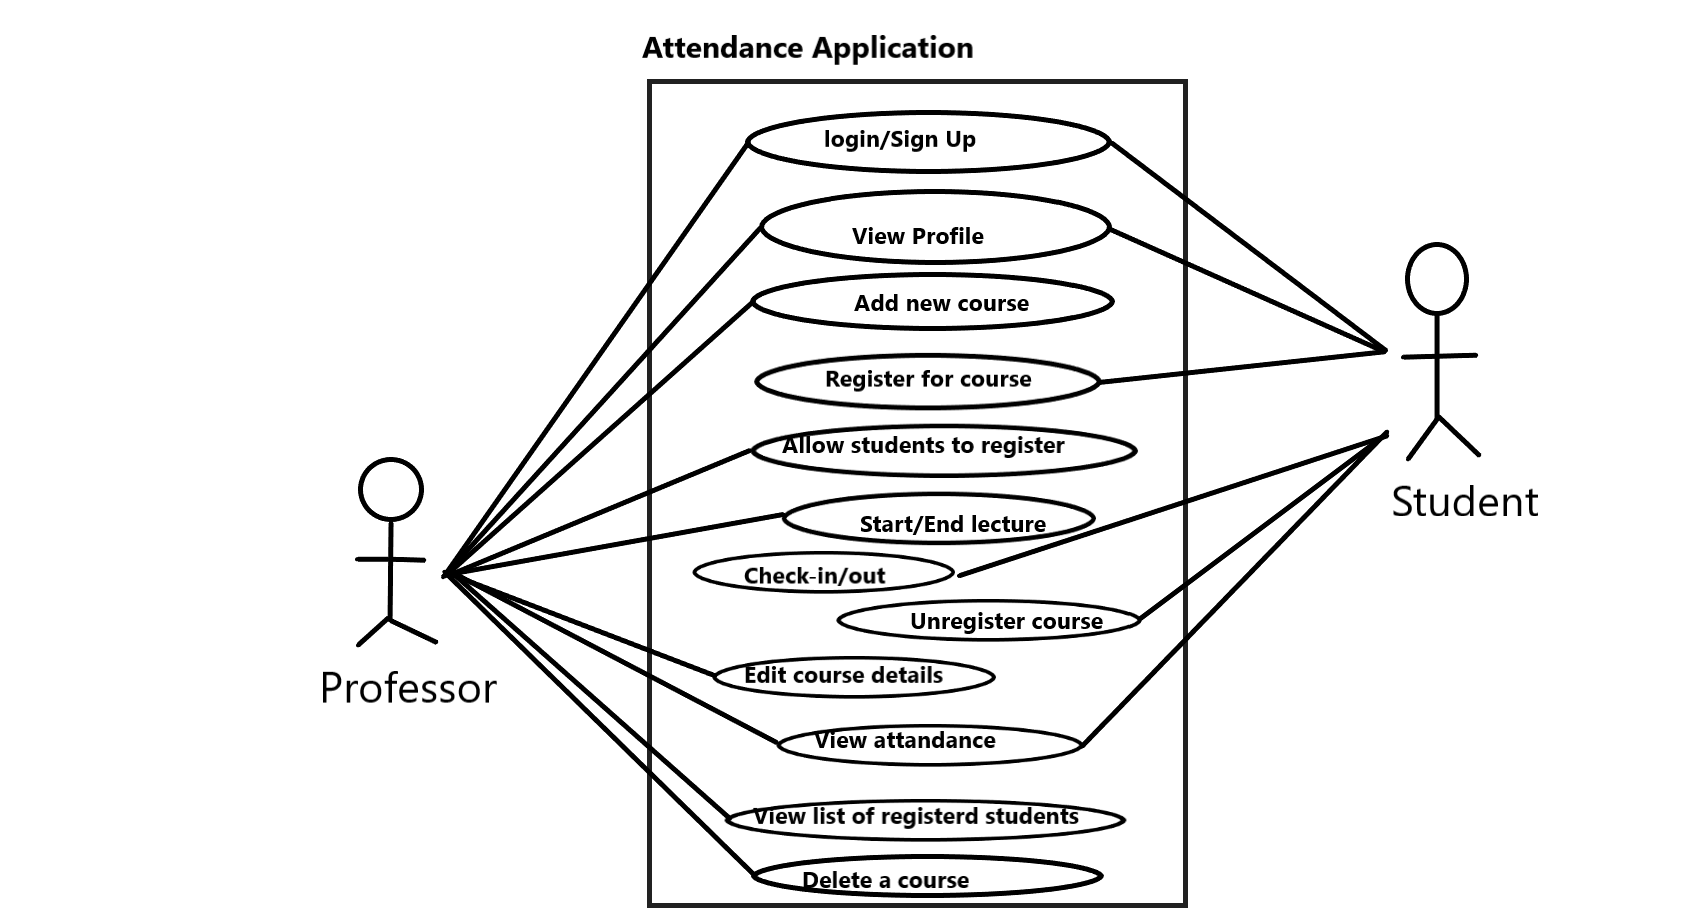 Attendance Application
login/Sign Up
View Profile
Add new course
Register for course
Allow students to register
Student
Start/End lecture
Check-in/out
Unregister course
Edit course details
Professor
View attandance
View list of registerd students
Delete a course